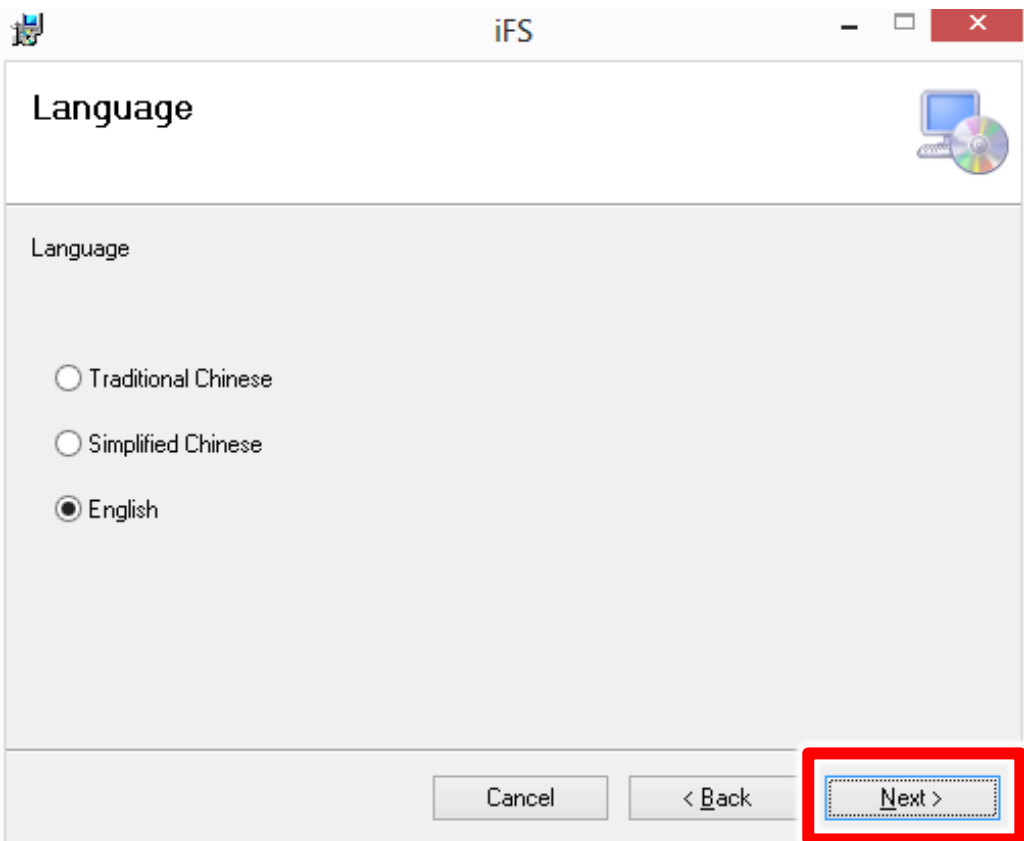 iFS
Language
Language
Traditional Chinese
Simplified Chinese
English
Cancel
< Back
Next >